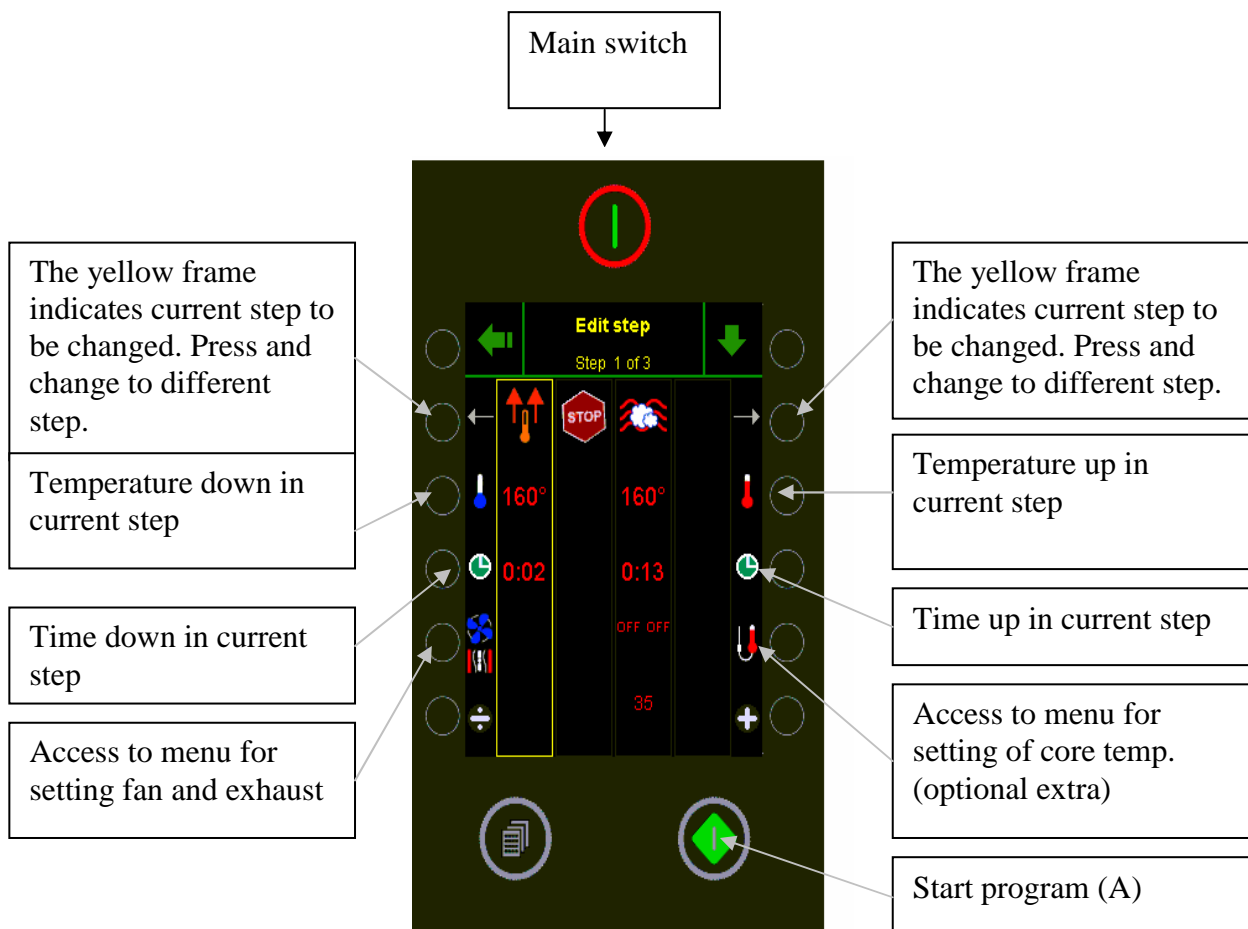 Main switch
The yellow frame
indicates current step to
be changed. Press and
change to different
step.
Temperature down in
current step
Time down in current
step
Access to menu for
setting fan and exhaust
Edit step
Step 1 of 3
STOP
160° 160°
0:02 0:13
OFF OFF
35
The yellow frame
indicates current step to
be changed. Press and
change to different step.
Temperature up in
current step
Time up in current step
Access to menu for
setting of core temp.
(optional extra)
Start program (A)